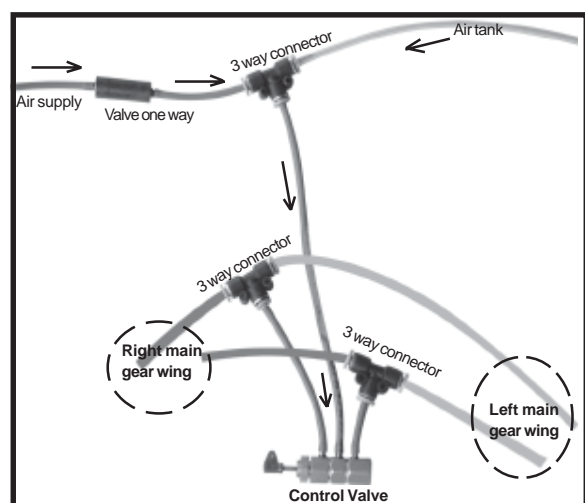 Air tank
3 way connector
Air supply
Valve one way
3 way connector
3 way connector
Right main
gear wing
Left main
gear wing
Control Valve